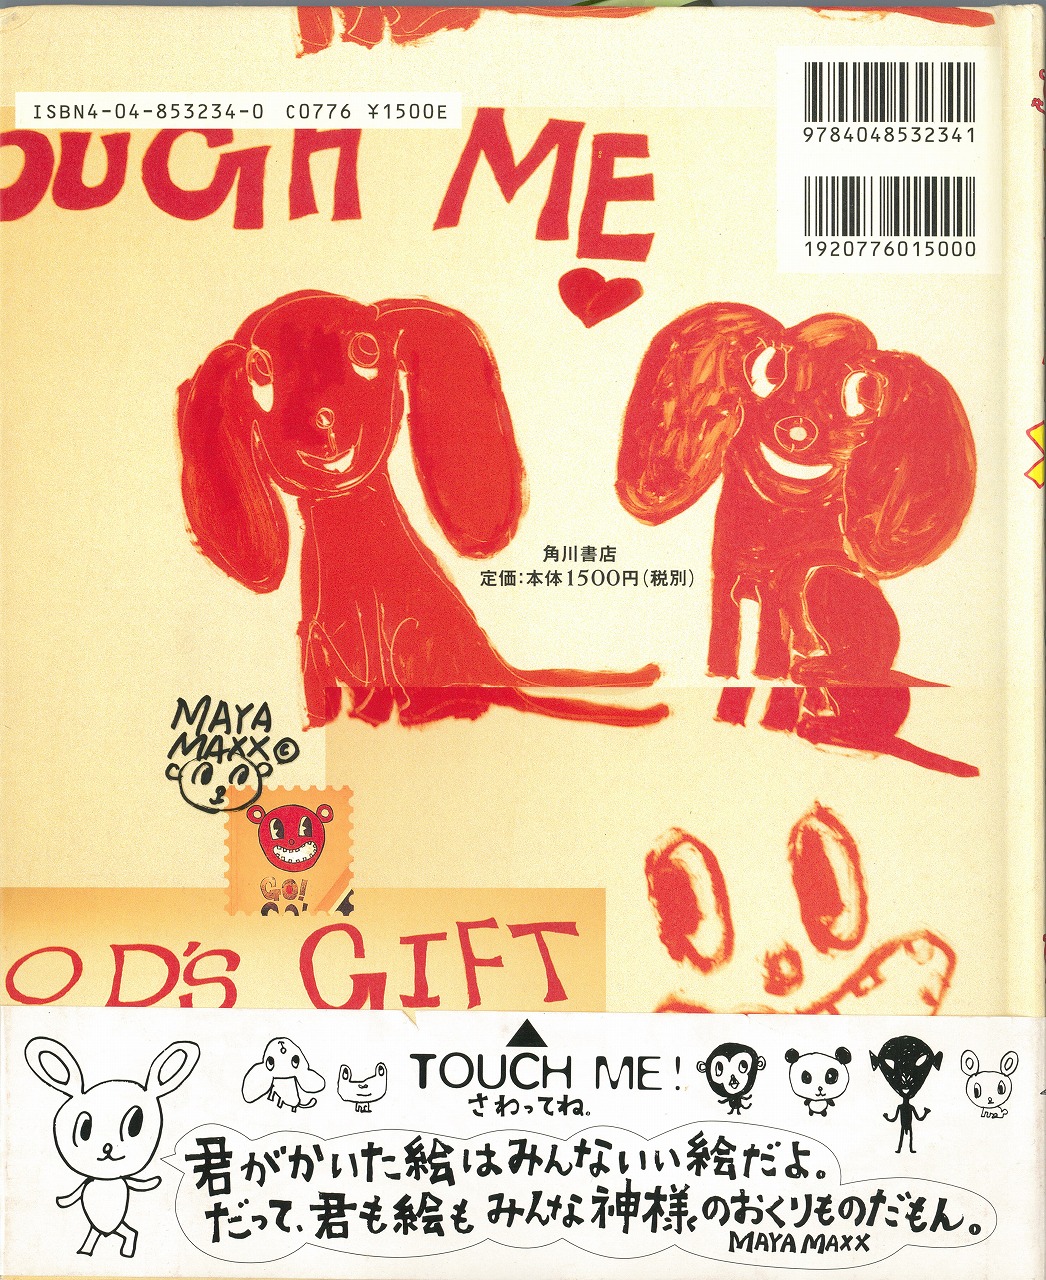 ISBN4-04-853234-0 C0776 ¥1500E
9784048532341
1920776015000
OUCH ME
角川書店
定価:本体1500円(税別)
MAYA
MAXX ©
GO!
GO!
OD'S GIFT
TOUCH ME!
さわってね。
君がかいた絵はみんないい絵だよ。
だって、君も絵もみんな神様のおくりものだもん。
MAYA MAXX